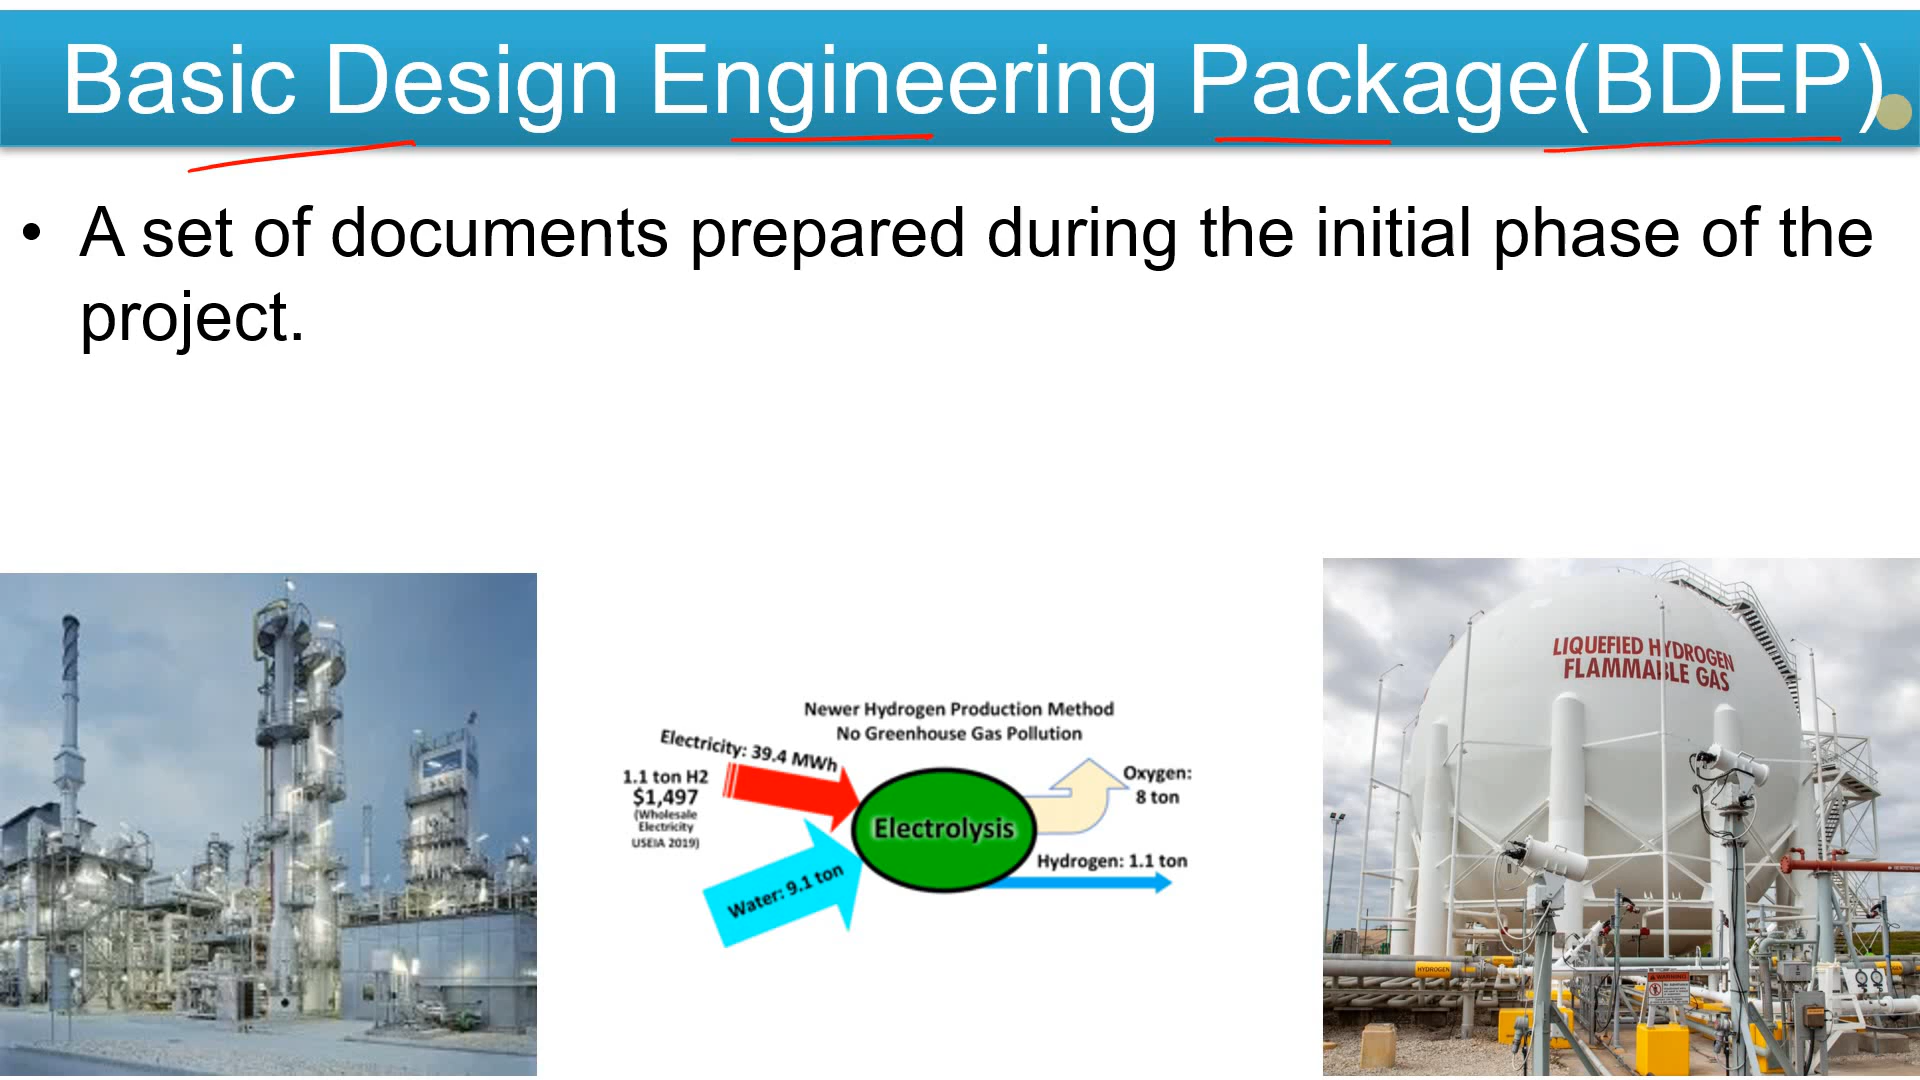 Basic Design Engineering Package(BDEP)
• A set of documents prepared during the initial phase of the
project.
Newer Hydrogen Production Method
No Greenhouse Gas Pollution
Electricity: 39.4 MWh
1.1 ton H2
$1,497
(Wholesale
Electricity
USEIA 2019)
Water: 9.1 ton
Electrolysis
Oxygen:
8 ton
Hydrogen: 1.1 ton
LIQUEFIED HYDROGEN
FLAMMABLE GAS
HYDROGEN
WARNING